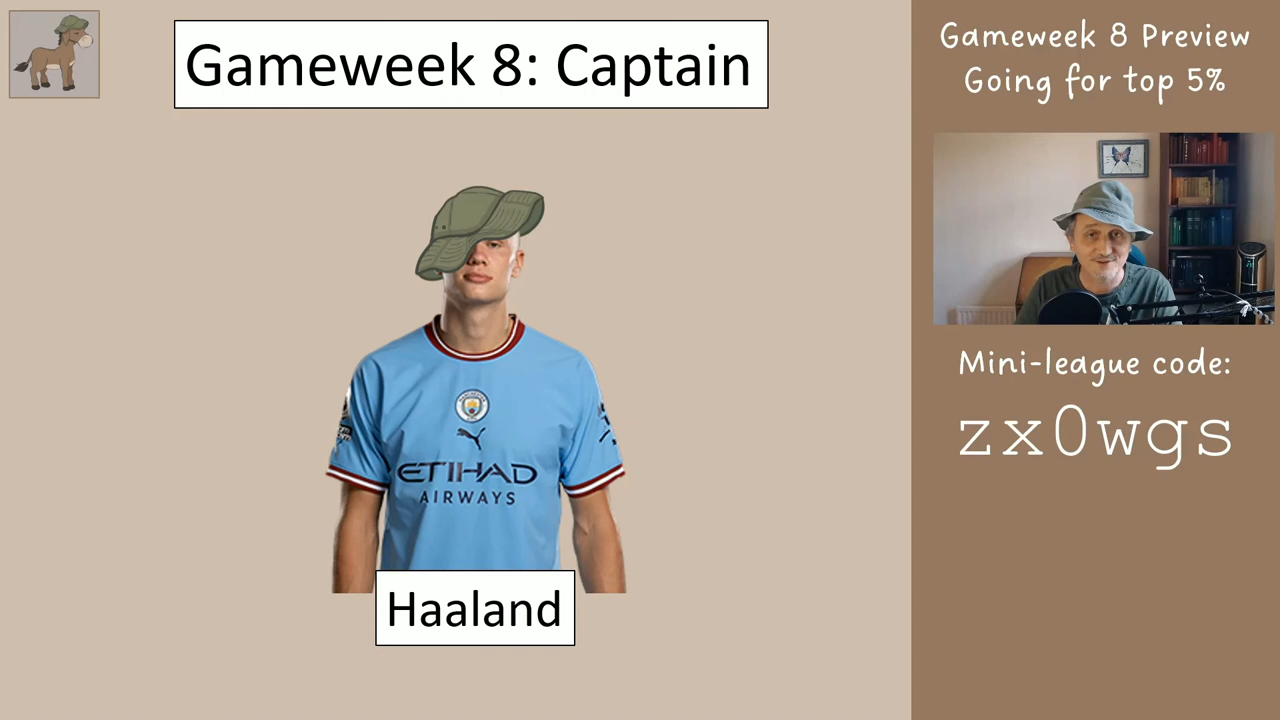 Gameweek 8: Captain
ETIHAD
AIRWAYS
Haaland
Gameweek 8 Preview
Going for top 5%
Mini-league code:
zx0wgs